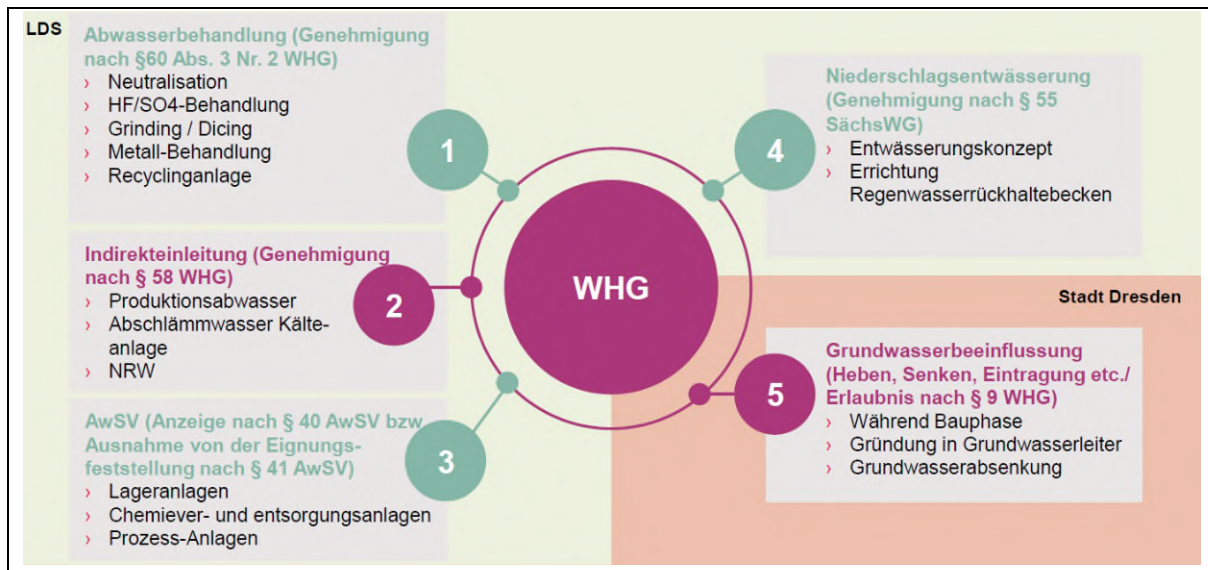 LDS
Abwasserbehandlung (Genehmigung
nach §60 Abs. 3 Nr. 2 WHG)
› Neutralisation
› HF/SO4-Behandlung
› Grinding / Dicing
› Metall-Behandlung
› Recyclinganlage
1
Indirekteinleitung (Genehmigung
nach § 58 WHG)
› Produktionsabwasser
› Abschlämmwasser Kälte-
anlage
› NRW
2
AwSV (Anzeige nach § 40 AwSV bzw
Ausnahme von der Eignungs-
feststellung nach § 41 AwSV)
› Lageranlagen
› Chemiever- und entsorgungsanlagen
› Prozess-Anlagen
3
WHG
4
Niederschlagsentwässerung
(Genehmigung nach § 55
SächsWG)
› Entwässerungskonzept
› Errichtung
Regenwasserrückhaltebecken
Stadt Dresden
5
Grundwasserbeeinflussung
(Heben, Senken, Eintragung etc./
Erlaubnis nach § 9 WHG)
› Während Bauphase
› Gründung in Grundwasserleiter
› Grundwasserabsenkung